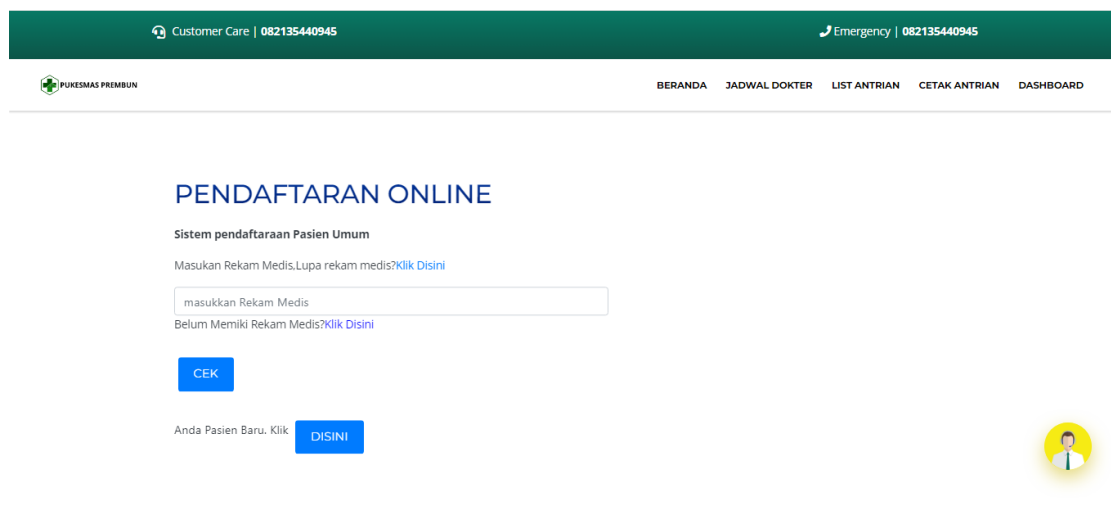 Customer Care | 082135440945
Emergency | 082135440945
PUKESMAS PREMBUN
BERANDA JADWAL DOKTER LIST ANTRIAN CETAK ANTRIAN DASHBOARD
PENDAFTARAN ONLINE
Sistem pendaftaraan Pasien Umum
Masukan Rekam Medis,Lupa rekam medis?Klik Disini
masukkan Rekam Medis
Belum Memiki Rekam Medis?Klik Disini
CEK
Anda Pasien Baru. Klik DISINI